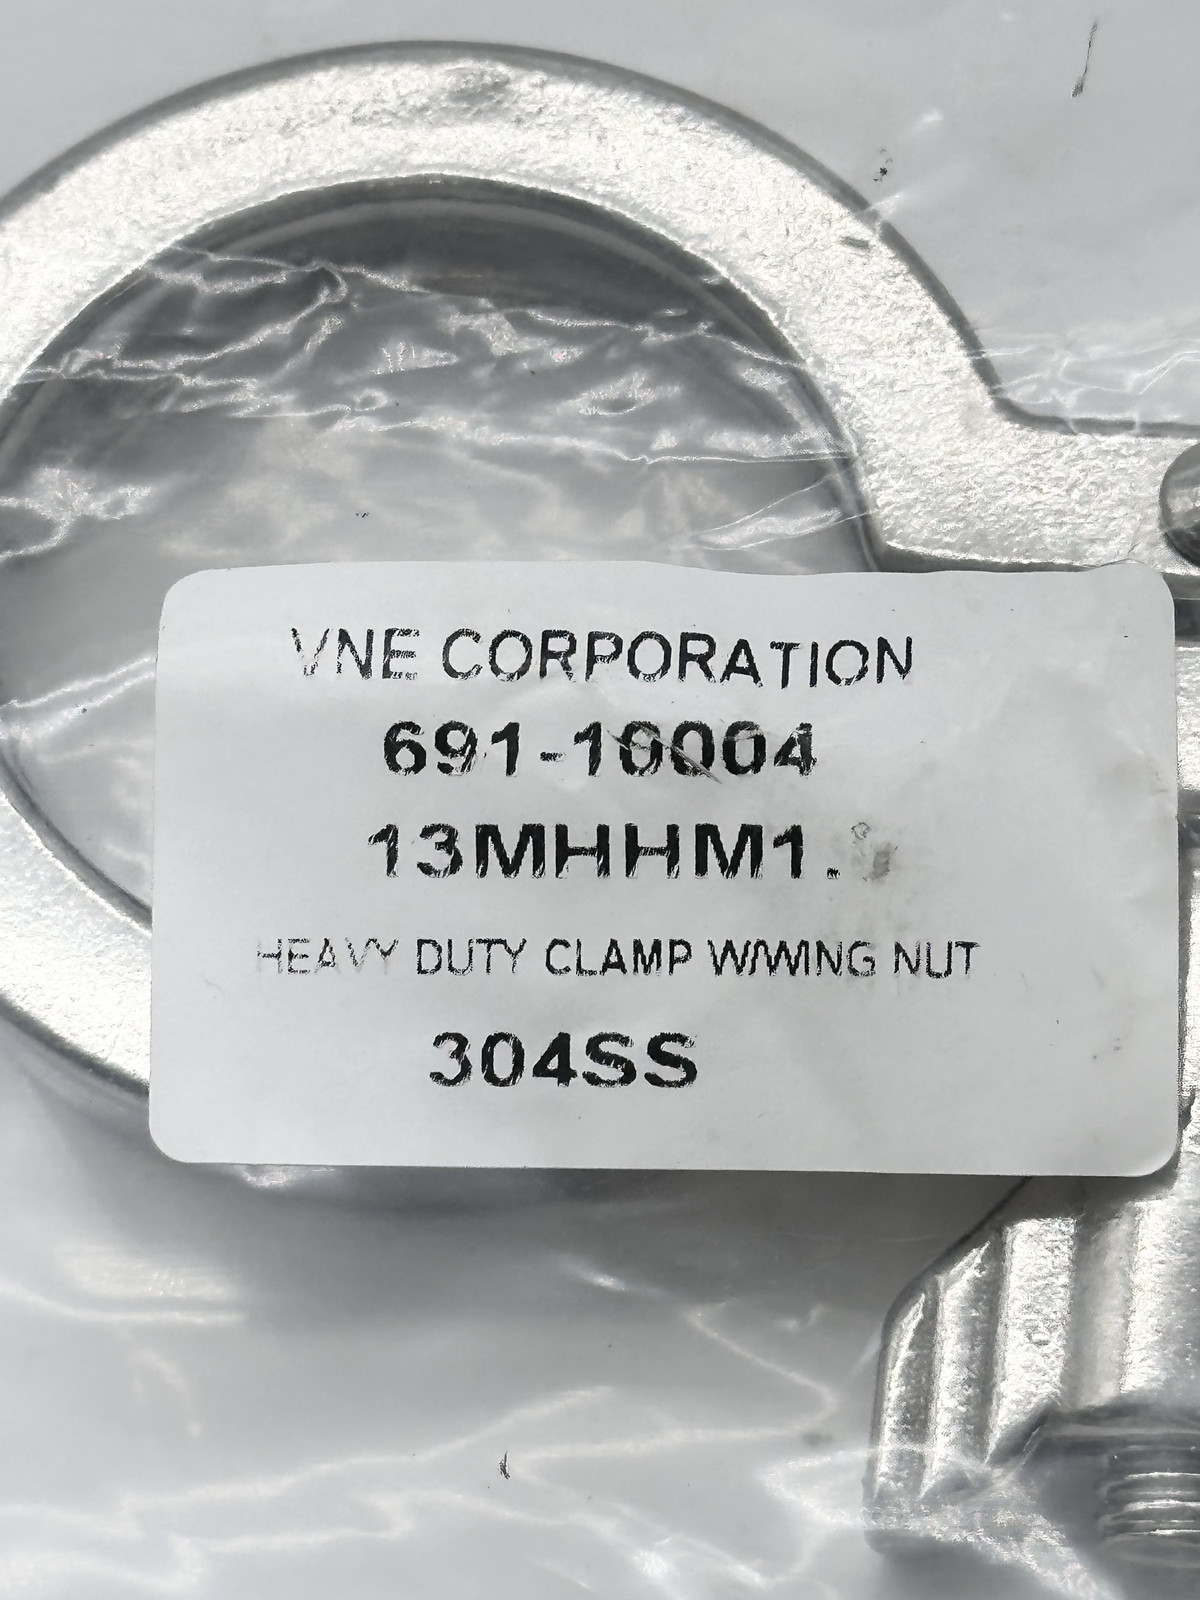 VNE CORPORATION
691-10004
13MHHM1.
HEAVY DUTY CLAMP W/WING NUT
304SS